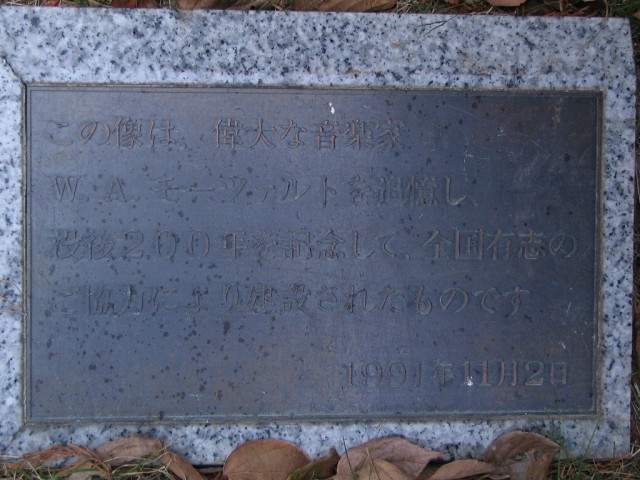 この像は、偉大な音楽家
W.A.モーツァルトを追憶し、
没後200年を記念して、全国有志の
ご協力により建設されたものです
1991年11月2日